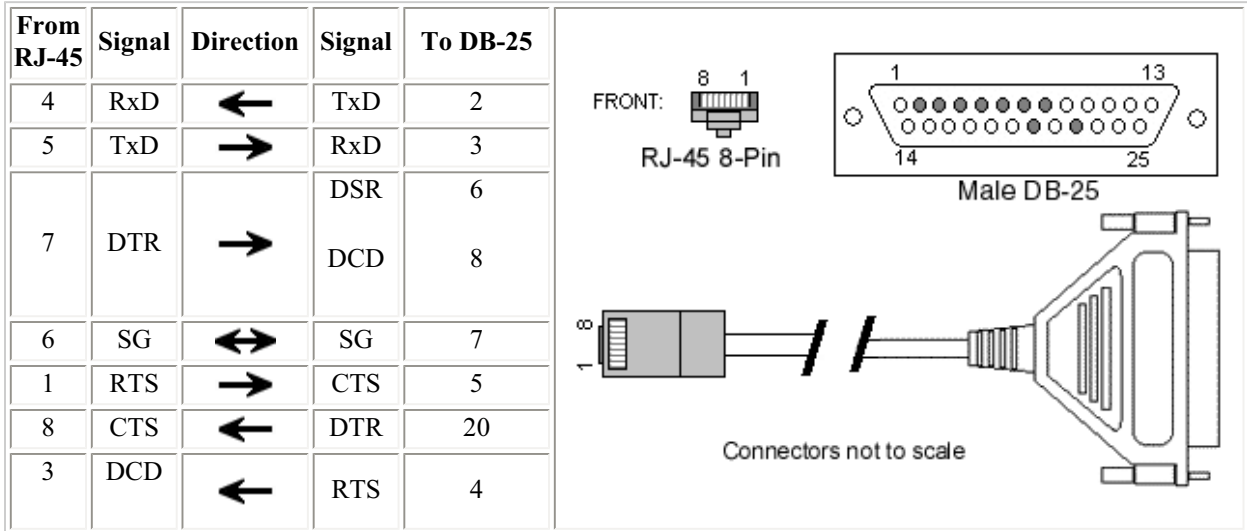 From RJ-45 Signal Direction Signal To DB-25
4 RxD TxD 2
5 TxD RxD 3
7 DTR DSR 6
DCD 8
6 SG SG 7
1 RTS CTS 5
8 CTS DTR 20
3 DCD RTS 4
8 1
FRONT:
RJ-45 8-Pin
1 13
14 25
Male DB-25
8
1
Connectors not to scale